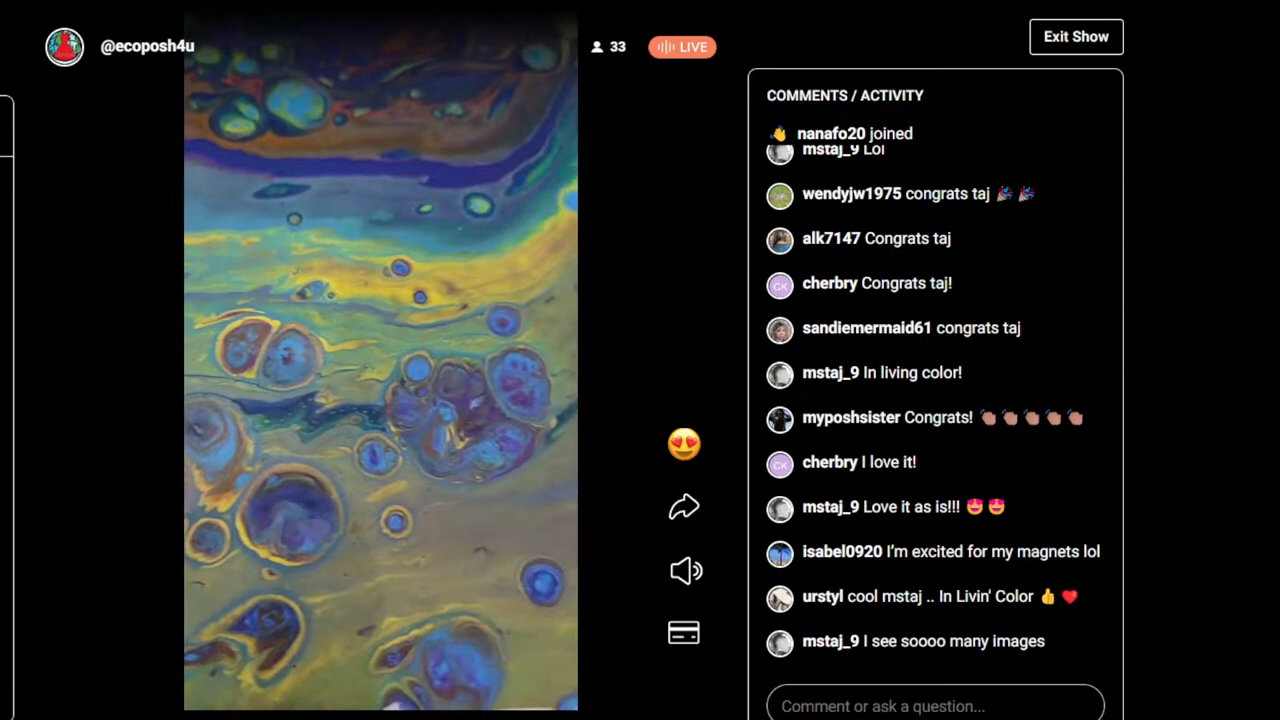 @ecoposh4u
33
LIVE
Exit Show
COMMENTS / ACTIVITY
👋 nanafo20 joined
mstaj_9 Lol
wendyjw1975 congrats taj 🎉 🎉
alk7147 Congrats taj
CK cherbry Congrats taj!
sandiemermaid61 congrats taj
mstaj_9 In living color!
myposhsister Congrats! 👏🏽 👏🏽 👏🏽 👏🏽 👏🏽
CK cherbry I love it!
mstaj_9 Love it as is!!! 🤩 🤩
isabel0920 I'm excited for my magnets lol
urstyl cool mstaj .. In Livin' Color 👍 ❤️
mstaj_9 I see soooo many images
Comment or ask a question...